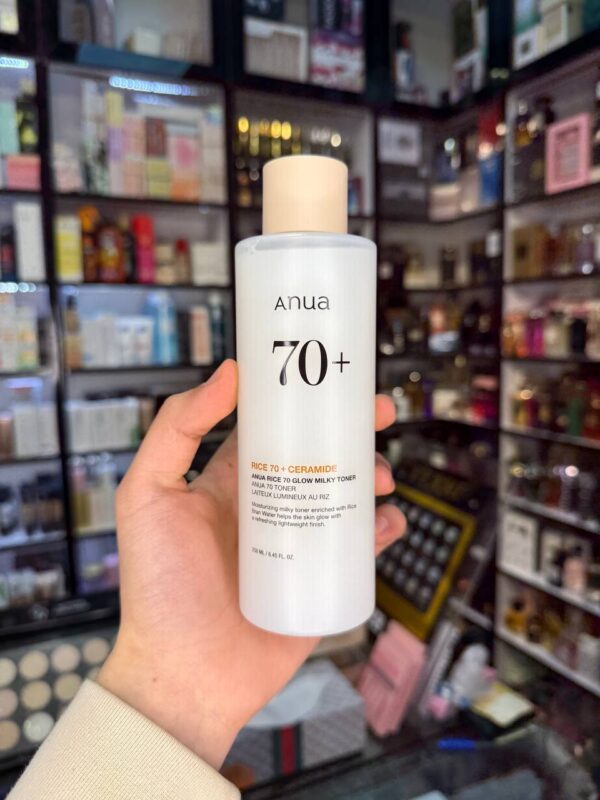 Anua
70+
RICE 70 + CERAMIDE
ANUA RICE 70 GLOW MILKY TONER
ANUA 70 TONER
LAITEUX LUMINEUX AU RIZ
Moisturizing milky toner enriched with Rice
Bran Water helps the skin glow with
a refreshing lightweight finish.
250 ML / 8.45 FL. OZ.